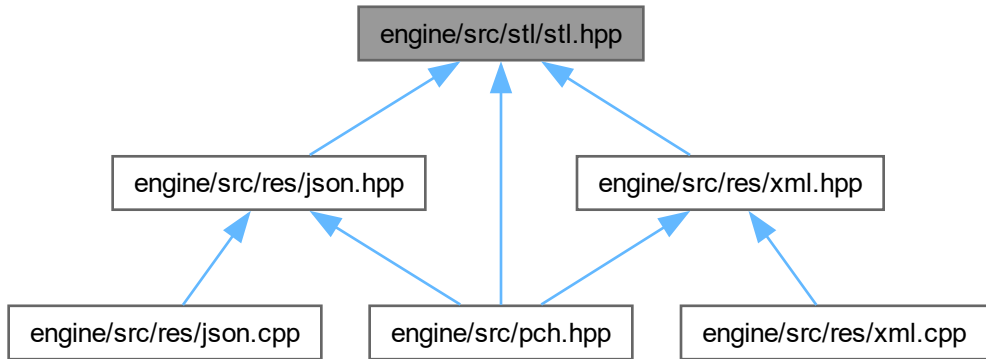 engine/src/stl/stl.hpp
engine/src/res/json.hpp
engine/src/res/xml.hpp
engine/src/res/json.cpp
engine/src/pch.hpp
engine/src/res/xml.cpp